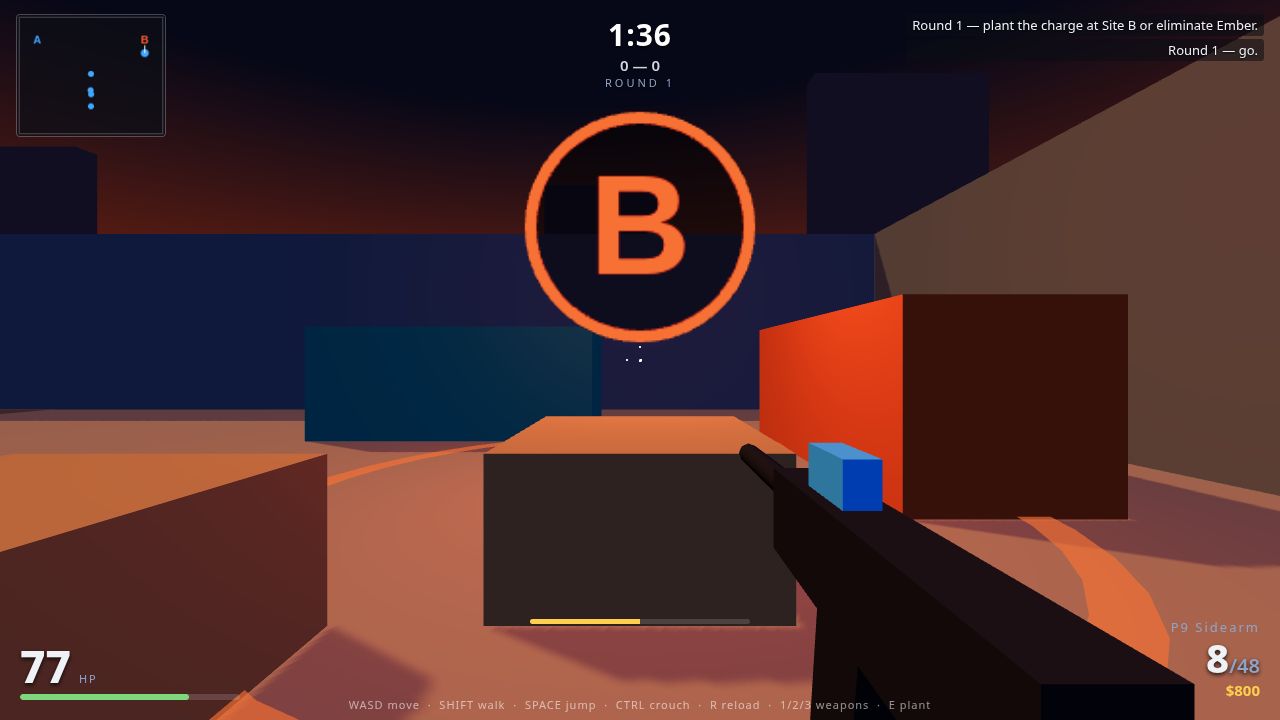 A
B
1:36
0 — 0
ROUND 1
Round 1 — plant the charge at Site B or eliminate Ember.
Round 1 — go.
B
77 HP
P9 Sidearm
8/48
$800
WASD move · SHIFT walk · SPACE jump · CTRL crouch · R reload · 1/2/3 weapons · E plant